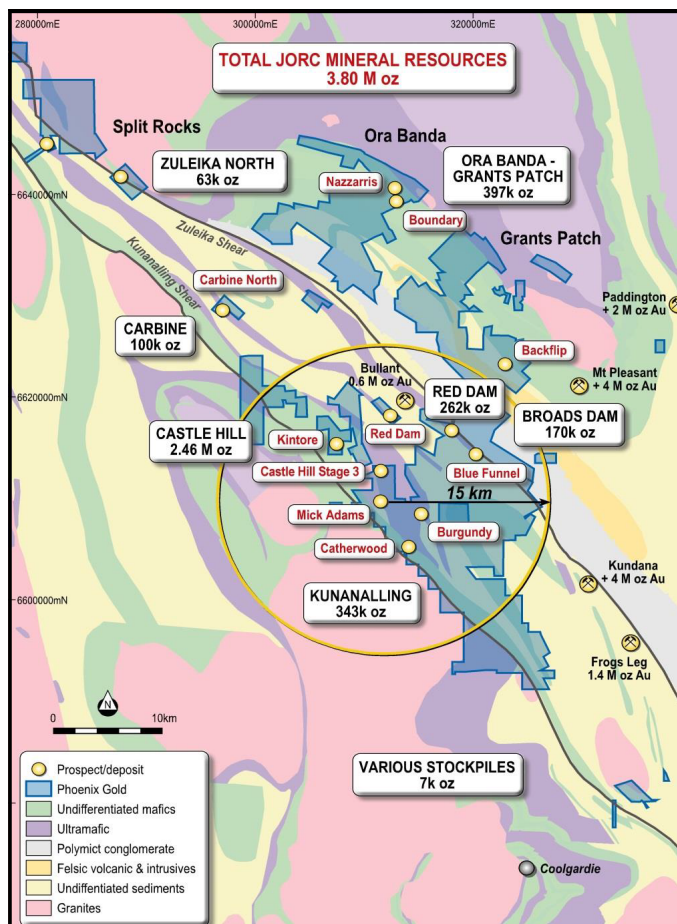 280000mE
300000mE
320000mE
TOTAL JORC MINERAL RESOURCES
3.80 M oz
Split Rocks
Ora Banda
ZULEIKA NORTH
63k oz
ORA BANDA -
GRANTS PATCH
397k oz
Nazzarris
6640000mN
Boundary
Zuleika Shear
Grants Patch
Kunanalling Shear
Carbine North
Paddington
+ 2 M oz Au
CARBINE
100k oz
Backflip
Bullant
0.6 M oz Au
Mt Pleasant
+ 4 M oz Au
6620000mN
RED DAM
262k oz
BROADS DAM
170k oz
CASTLE HILL
2.46 M oz
Kintore
Red Dam
Castle Hill Stage 3
Blue Funnel
15 km
Mick Adams
Burgundy
Catherwood
Kundana
+ 4 M oz Au
KUNANALLING
343k oz
6600000mN
Frogs Leg
1.4 M oz Au
N
0
10km
VARIOUS STOCKPILES
7k oz
Prospect/deposit
Phoenix Gold
Undifferentiated mafics
Ultramafic
Polymict conglomerate
Felsic volcanic & intrusives
Undiffentiated sediments
Granites
Coolgardie